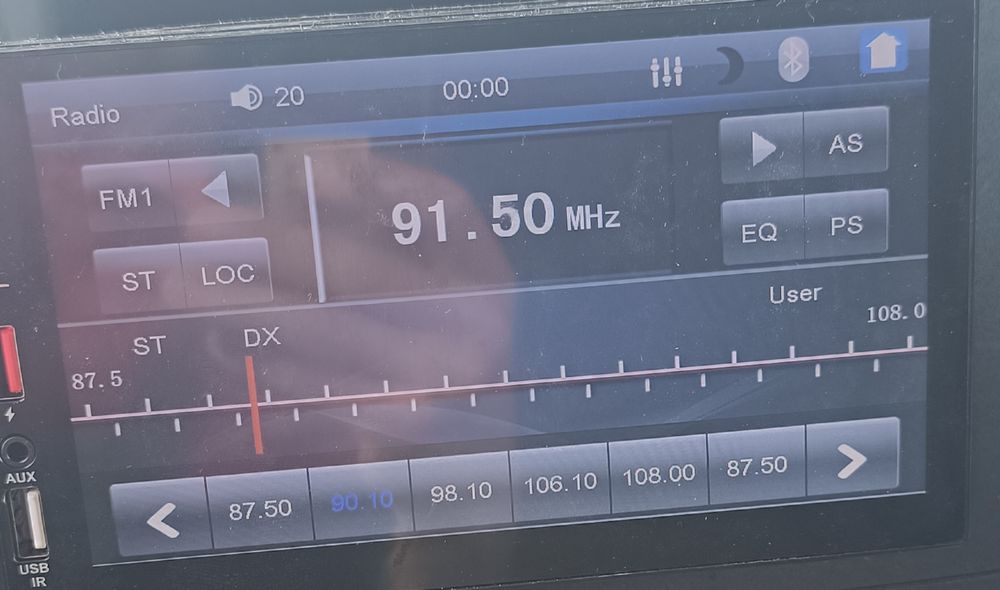 Radio 20 00:00
FM1 91.50 MHz AS
ST LOC EQ PS
User
ST DX
87.5 108.0
87.50 90.10 98.10 106.10 108.00 87.50
AUX
USB
IR